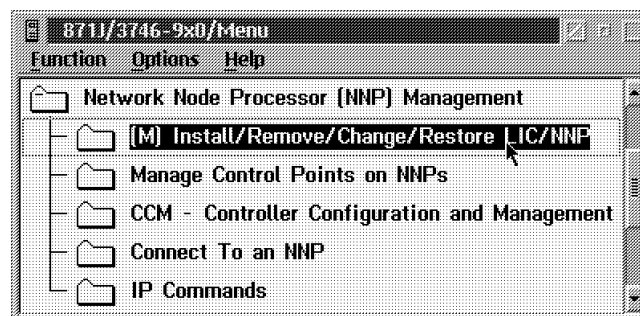 871J/3746-9x0/Menu
Function Options Help
Network Node Processor (NNP) Management
(M) Install/Remove/Change/Restore LIC/NNP
Manage Control Points on NNPs
CCM - Controller Configuration and Management
Connect To an NNP
IP Commands